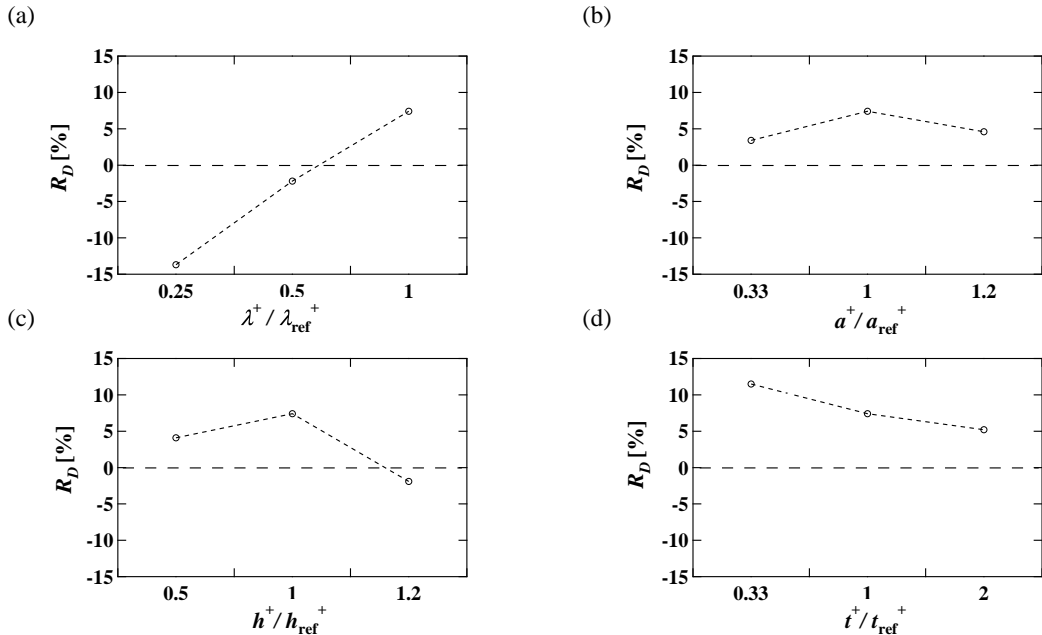 (a)
15
10
5
0
-5
-10
-15
R_D [%]
0.25 0.5 1
λ^+ / λ_ref^+
(b)
15
10
5
0
-5
-10
-15
R_D [%]
0.33 1 1.2
a^+ / a_ref^+
(c)
15
10
5
0
-5
-10
-15
R_D [%]
0.5 1 1.2
h^+ / h_ref^+
(d)
15
10
5
0
-5
-10
-15
R_D [%]
0.33 1 2
t^+ / t_ref^+